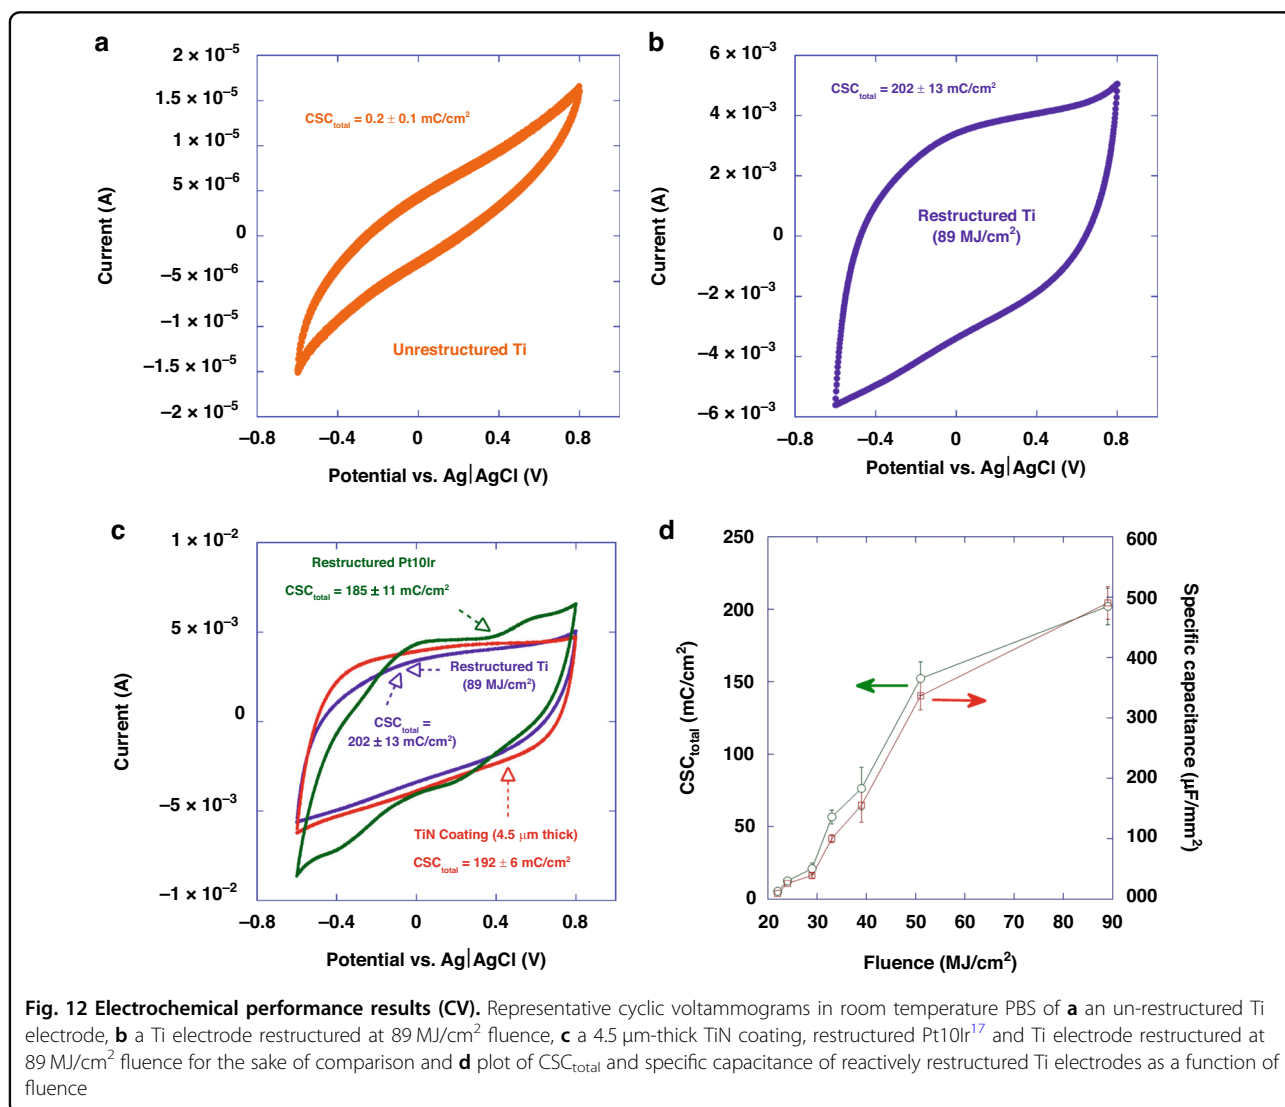 a
2 × 10⁻⁵
1.5 × 10⁻⁵
1 × 10⁻⁵
5 × 10⁻⁶
0
−5 × 10⁻⁶
−1 × 10⁻⁵
−1.5 × 10⁻⁵
−2 × 10⁻⁵
Current (A)
CSCtotal = 0.2 ± 0.1 mC/cm²
Unrestructured Ti
−0.8 −0.4 0 0.4 0.8
Potential vs. Ag|AgCl (V)
b
6 × 10⁻³
4 × 10⁻³
2 × 10⁻³
0
−2 × 10⁻³
−4 × 10⁻³
−6 × 10⁻³
Current (A)
CSCtotal = 202 ± 13 mC/cm²
Restructured Ti
(89 MJ/cm²)
−0.8 −0.4 0 0.4 0.8
Potential vs. Ag|AgCl (V)
c
1 × 10⁻²
5 × 10⁻³
0
−5 × 10⁻³
−1 × 10⁻²
Current (A)
Restructured Pt10Ir
CSCtotal = 185 ± 11 mC/cm²
Restructured Ti
(89 MJ/cm²)
CSCtotal =
202 ± 13 mC/cm²)
TiN Coating (4.5 μm thick)
CSCtotal = 192 ± 6 mC/cm²
−0.8 −0.4 0 0.4 0.8
Potential vs. Ag|AgCl (V)
d
250
200
150
100
50
0
CSCtotal (mC/cm²)
600
500
400
300
200
100
000
Specific capacitance (μF/mm²)
20 30 40 50 60 70 80 90
Fluence (MJ/cm²)
Fig. 12 Electrochemical performance results (CV). Representative cyclic voltammograms in room temperature PBS of a an un-restructured Ti
electrode, b a Ti electrode restructured at 89 MJ/cm² fluence, c a 4.5 μm-thick TiN coating, restructured Pt10Ir¹⁷ and Ti electrode restructured at
89 MJ/cm² fluence for the sake of comparison and d plot of CSCtotal and specific capacitance of reactively restructured Ti electrodes as a function of
fluence